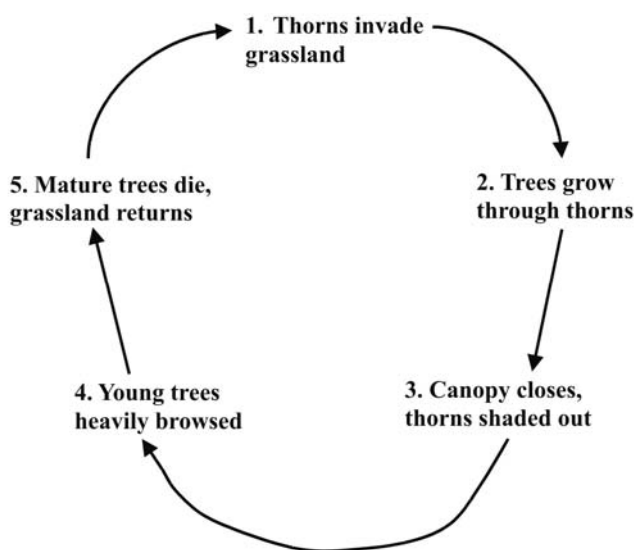 1. Thorns invade
grassland
2. Trees grow
through thorns
3. Canopy closes,
thorns shaded out
4. Young trees
heavily browsed
5. Mature trees die,
grassland returns